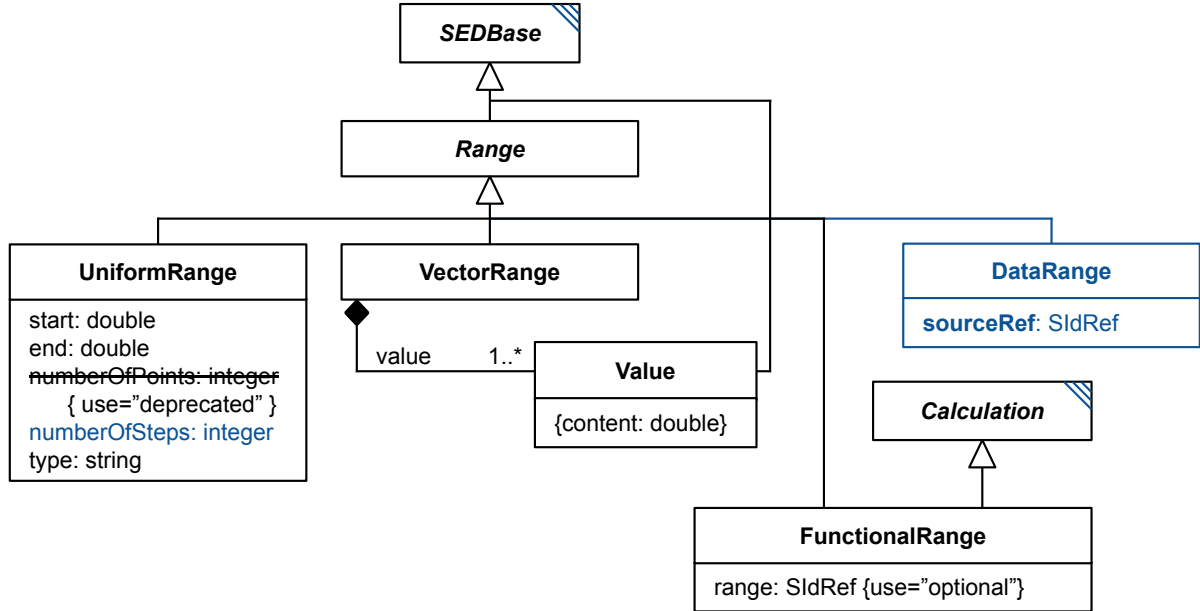 SEDBase
Range
UniformRange
start: double
end: double
numberOfPoints: integer
{ use=”deprecated” }
numberOfSteps: integer
type: string
VectorRange
value
1..*
Value
{content: double}
DataRange
sourceRef: SIdRef
Calculation
FunctionalRange
range: SIdRef {use=”optional”}